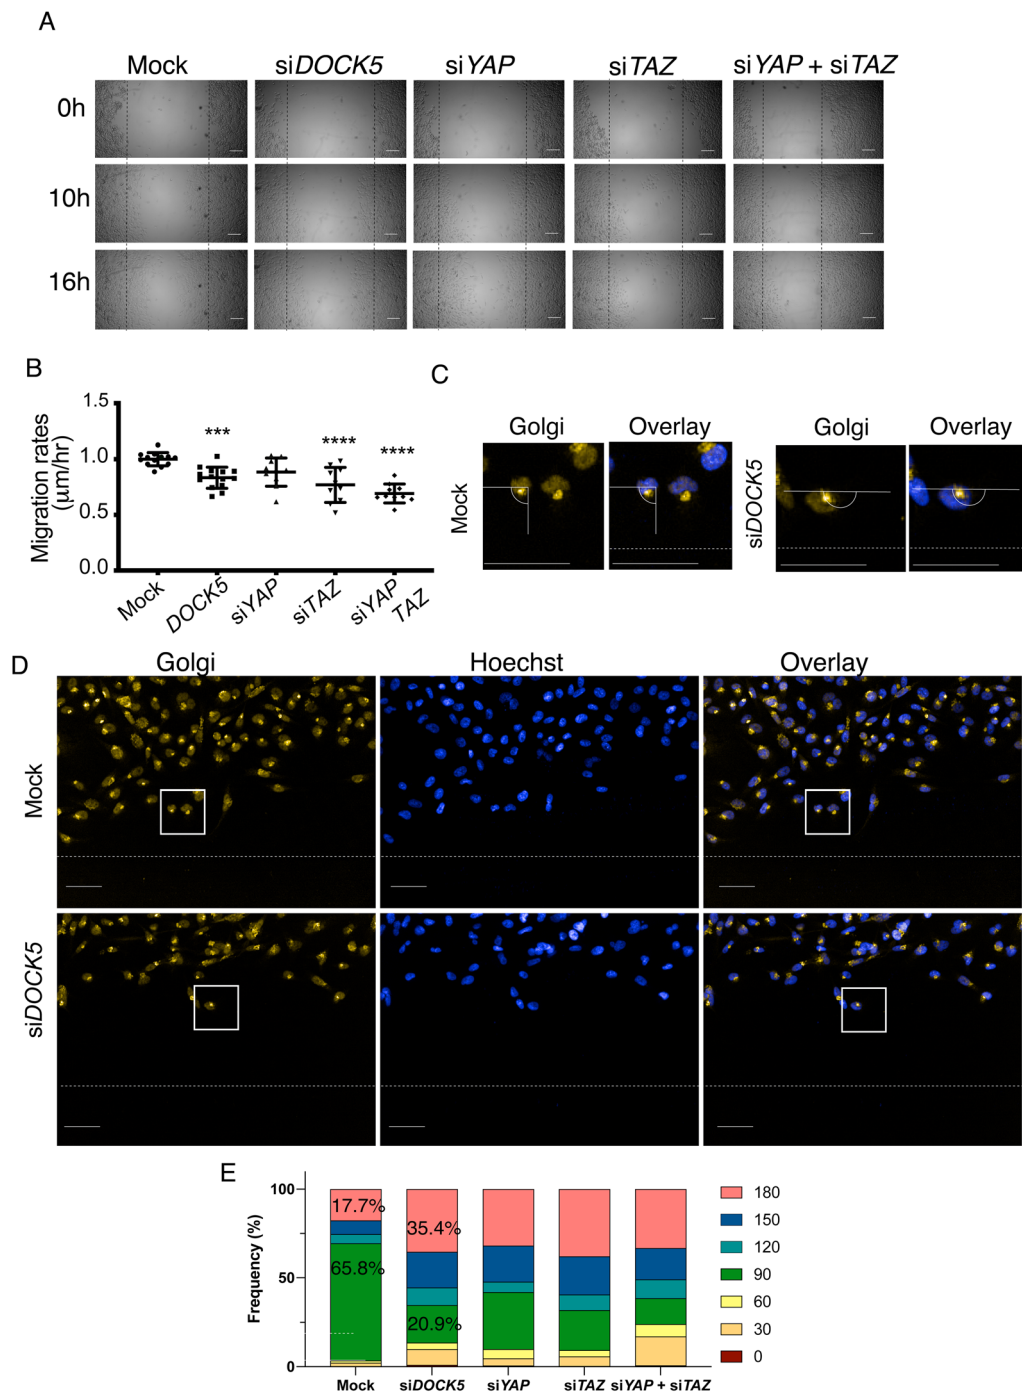 A
Mock siDOCK5 siYAP siTAZ siYAP + siTAZ
0h
10h
16h
B
Migration rates
(µm/hr)
1.5
1.0
0.5
0.0
***
****
****
Mock
DOCK5
siYAP
siTAZ
siYAP
TAZ
C
Golgi Overlay
Mock
Golgi Overlay
siDOCK5
D
Golgi Hoechst Overlay
Mock
siDOCK5
E
Frequency (%)
100
50
0
17.7%
65.8%
35.4%
20.9%
Mock siDOCK5 siYAP siTAZ siYAP + siTAZ
180
150
120
90
60
30
0